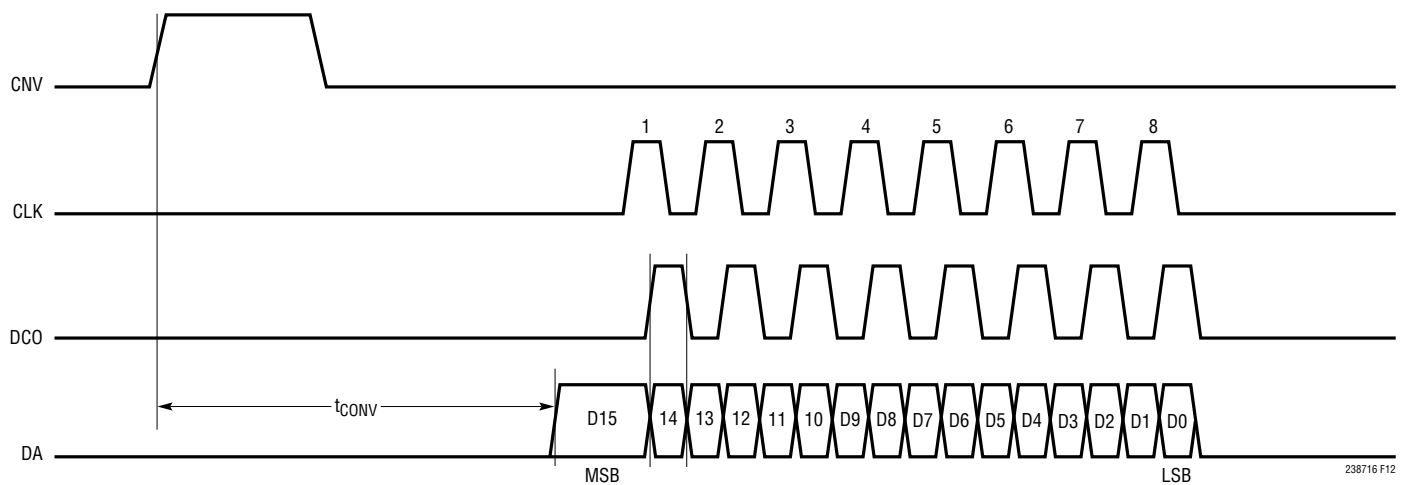 CNV
1 2 3 4 5 6 7 8
CLK
DCO
tCONV
D15 14 13 12 11 10 D9 D8 D7 D6 D5 D4 D3 D2 D1 D0
DA
MSB LSB
238716 F12